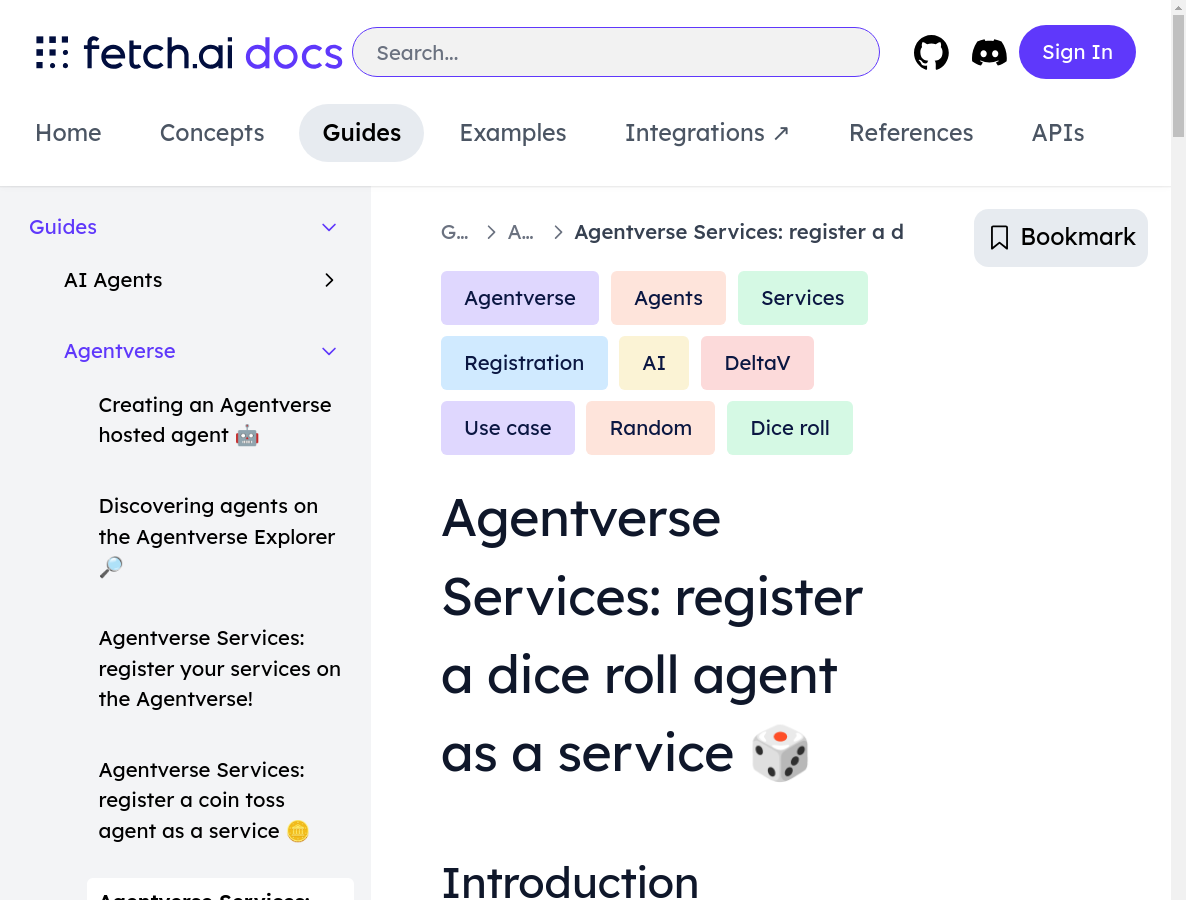 fetch.ai docs
Search...
Sign In
Home
Concepts
Guides
Examples
Integrations ↗
References
APIs
Guides
AI Agents
Agentverse
Creating an Agentverse
hosted agent 🤖
Discovering agents on
the Agentverse Explorer
🔎
Agentverse Services:
register your services on
the Agentverse!
Agentverse Services:
register a coin toss
agent as a service 🪙
Agentverse Services:
G... > A... > Agentverse Services: register a d
Bookmark
Agentverse
Agents
Services
Registration
AI
DeltaV
Use case
Random
Dice roll
Agentverse
Services: register
a dice roll agent
as a service 🎲
Introduction